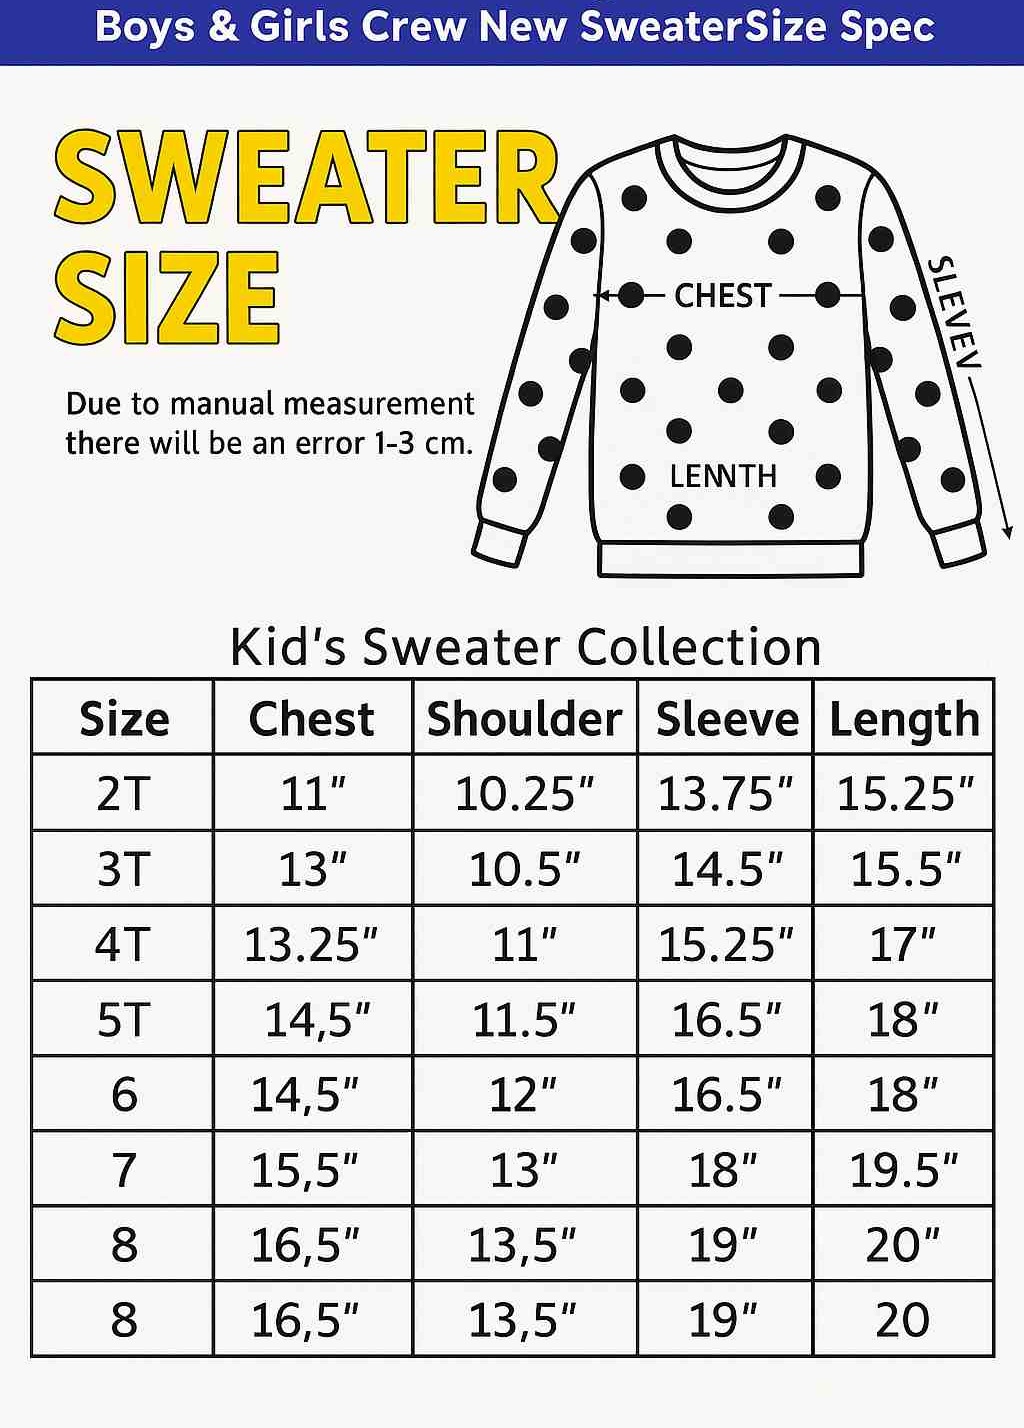 Boys & Girls Crew New SweaterSize Spec
SWEATER
SIZE
Due to manual measurement
there will be an error 1-3 cm.
CHEST
SLEVEV
LENNTH
Kid's Sweater Collection
Size Chest Shoulder Sleeve Length
2T 11" 10.25" 13.75" 15.25"
3T 13" 10.5" 14.5" 15.5"
4T 13.25" 11" 15.25" 17"
5T 14,5" 11.5" 16.5" 18"
6 14,5" 12" 16.5" 18"
7 15,5" 13" 18" 19.5"
8 16,5" 13,5" 19" 20"
8 16,5" 13,5" 19" 20